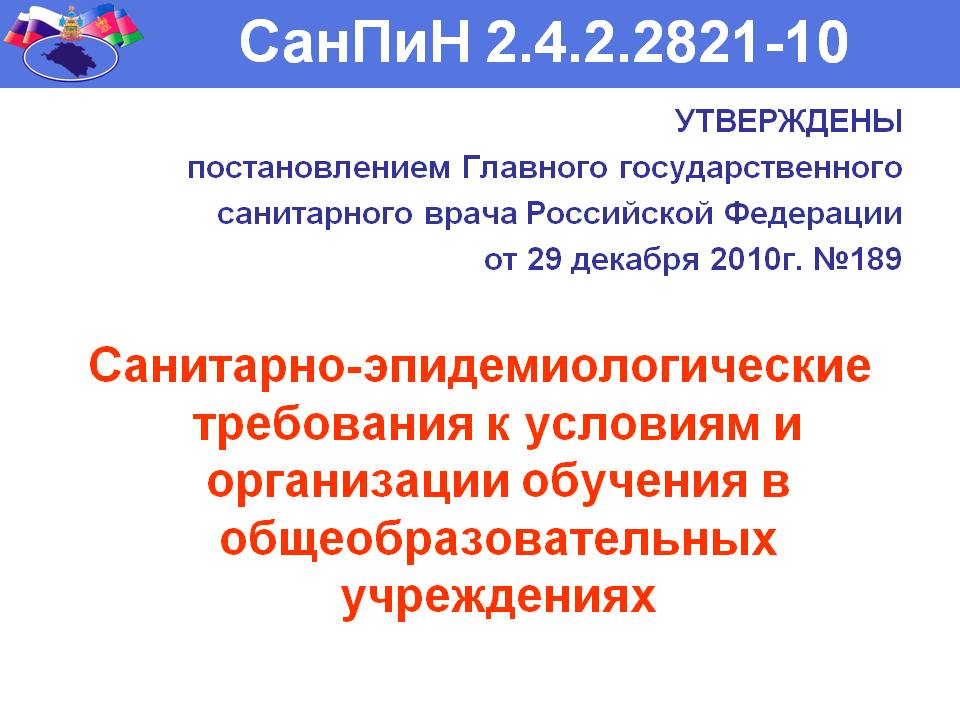 СанПиН 2.4.2.2821-10
УТВЕРЖДЕНЫ
постановлением Главного государственного
санитарного врача Российской Федерации
от 29 декабря 2010г. №189
Санитарно-эпидемиологические
требования к условиям и
организации обучения в
общеобразовательных
учреждениях